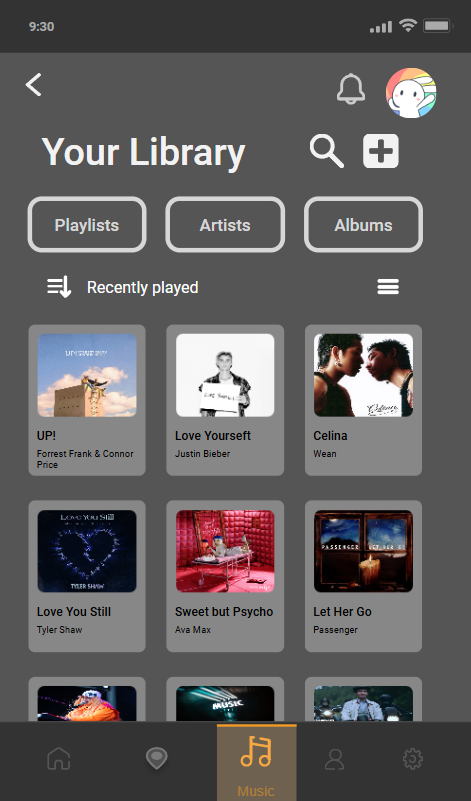 9:30
Your Library
Playlists
Artists
Albums
Recently played
UP!
Forrest Frank & Connor
Price
Love Yourseft
Justin Bieber
Celina
Wean
Love You Still
TYLER SHAW
Love You Still
Tyler Shaw
Sweet but Psycho
Ava Max
PASSENGER LET HER GO
Let Her Go
Passenger
MUSIC
Music